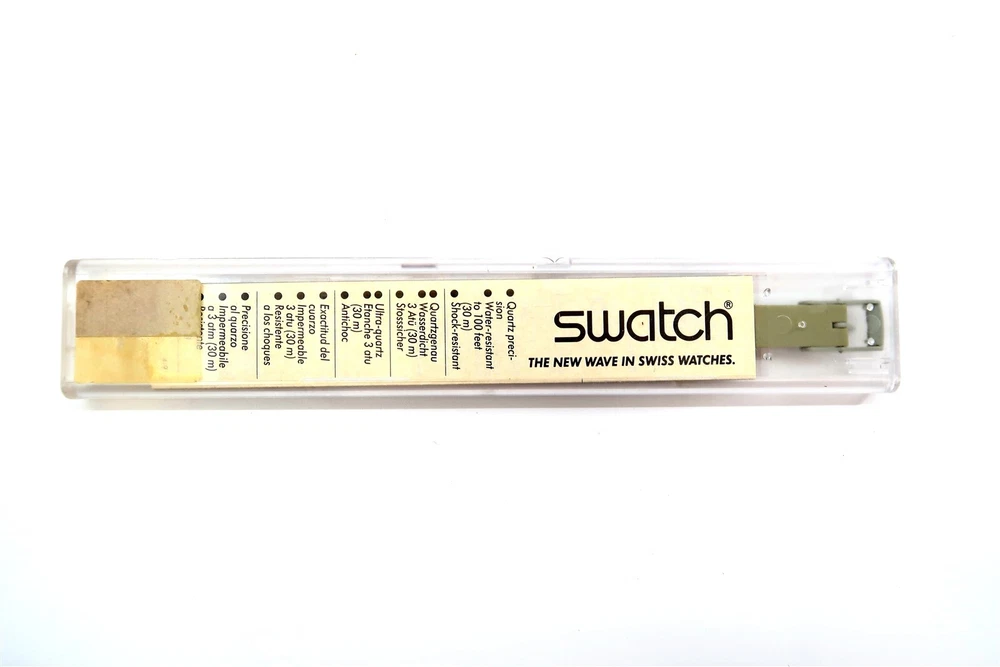 swatch®
THE NEW WAVE IN SWISS WATCHES.
● Quartz preci-
sion
● Water-resistant
to 100 feet
(30 m)
● Shock-resistant
● Quartzgenau
● Wasserdicht
3 Atü (30 m)
● Stosssicher
● Ultra-quartz
● Etanche 3 atu
(30 m)
● Antichoc
● Exactitud del
cuarzo
● Impermeable
3 atu (30 m)
● Resistente
a los choques
● Precisione
al quarzo
● Impermeabile
a 3 atm (30 m)